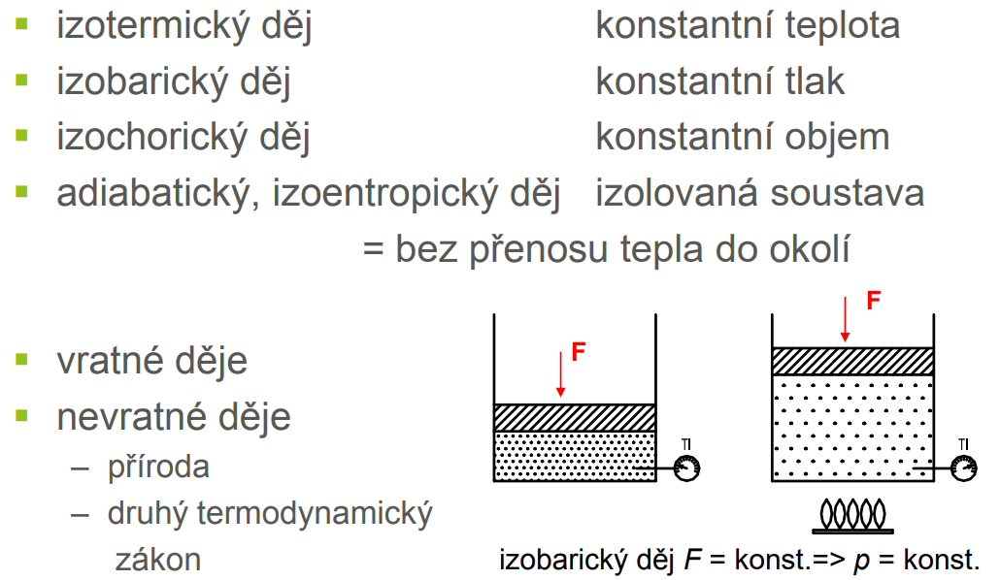 ▪ izotermický děj konstantní teplota
▪ izobarický děj konstantní tlak
▪ izochorický děj konstantní objem
▪ adiabatický, izoentropický děj izolovaná soustava
= bez přenosu tepla do okolí
▪ vratné děje
▪ nevratné děje
– příroda
– druhý termodynamický
zákon
F
TI
F
TI
izobarický děj F = konst.=> p = konst.